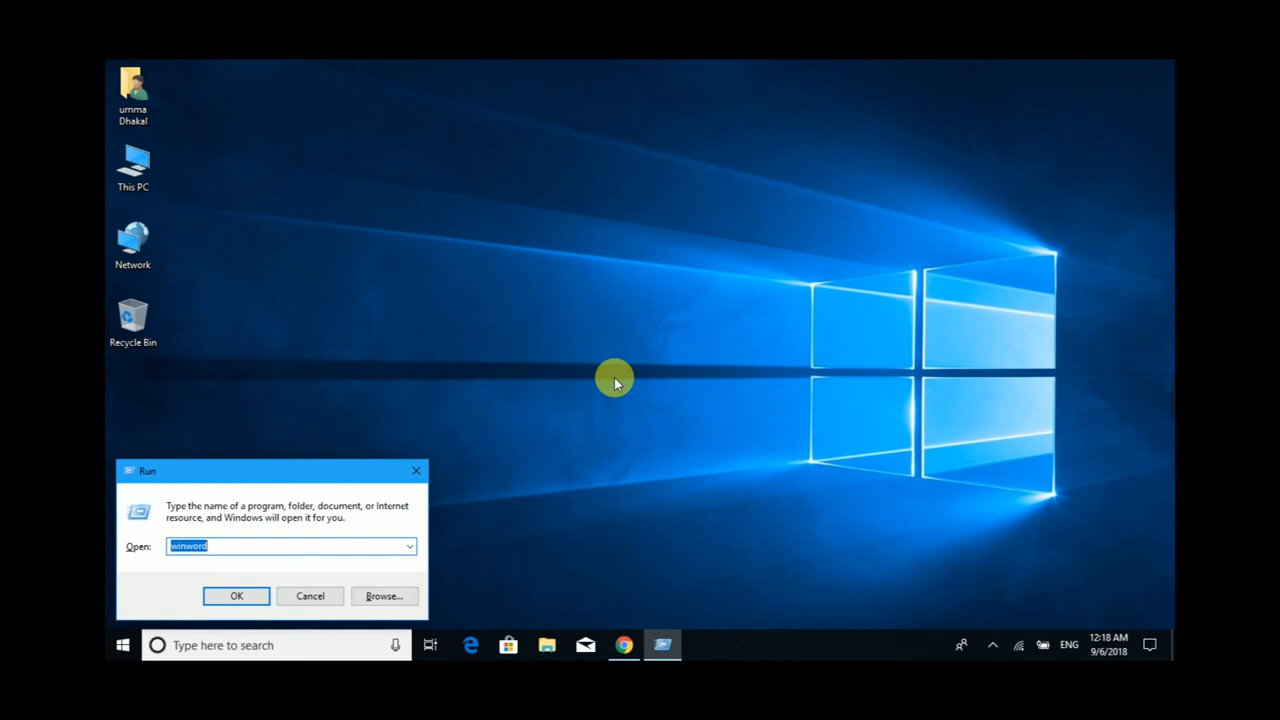 umma
Dhakal
This PC
Network
Recycle Bin
Run
Type the name of a program, folder, document, or Internet
resource, and Windows will open it for you.
Open: winword
OK Cancel Browse...
Type here to search
ENG
12:18 AM
9/6/2018